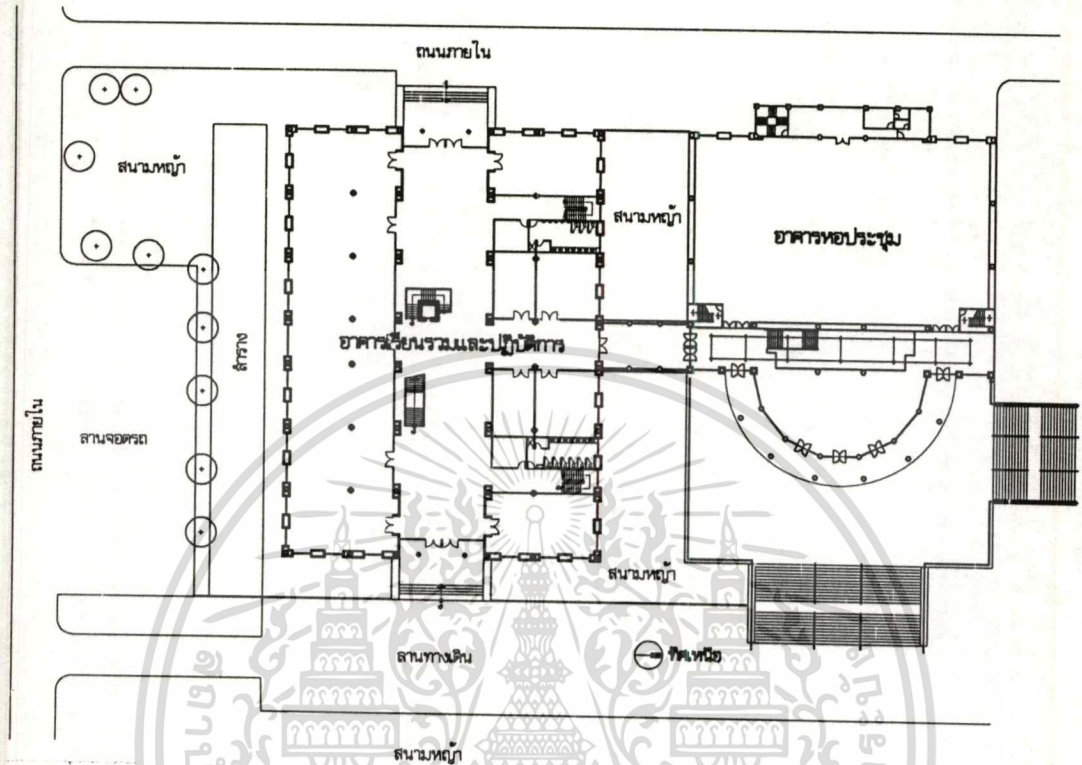 ถนนภายใน
สนามหญ้า
สนามหญ้า
อาคารหอประชุม
อาคารเรียนรวมและปฏิบัติการ
ลำราง
ถนนภายใน
ลานจอดรถ
สนามหญ้า
ลานทางเดิน
ทิศเหนือ
สนามหญ้า